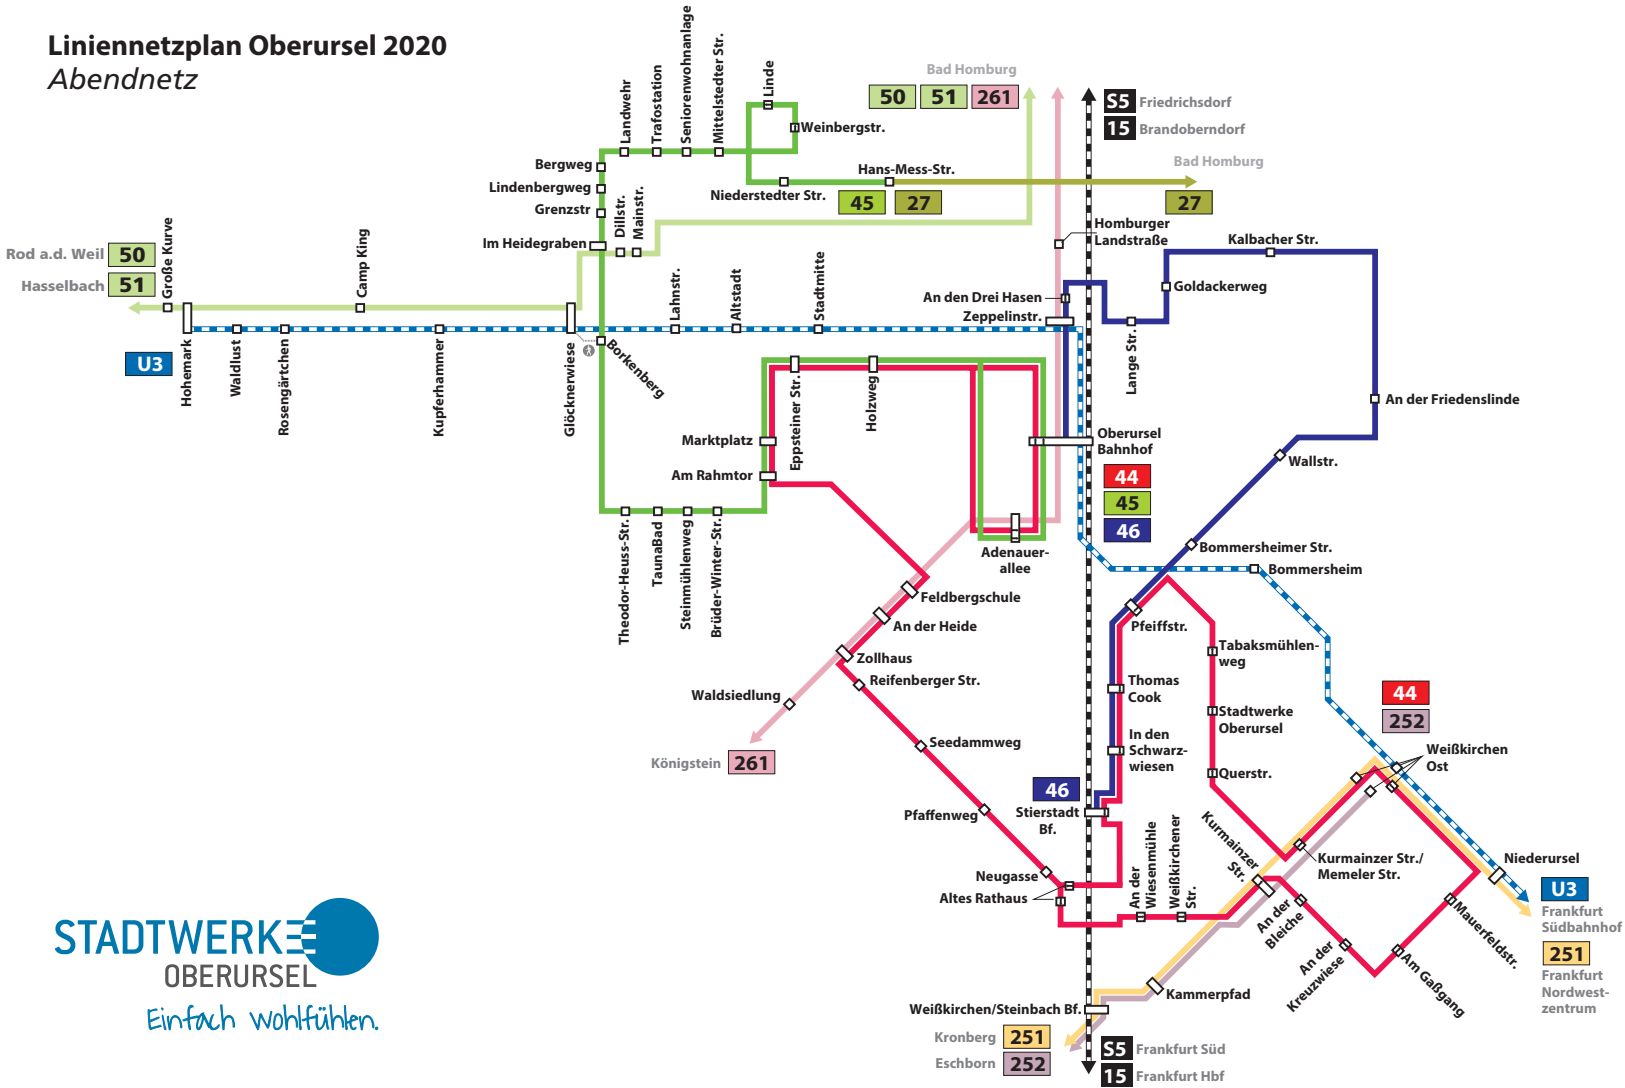 Liniennetzplan Oberursel 2020
Abendnetz
Landwehr
Trafostation
Seniorenwohnanlage
Mittelstedter Str.
Linde
Weinbergstr.
Bad Homburg
50
51
261
S5
Friedrichsdorf
15
Brandoberndorf
Bad Homburg
Bergweg
Lindenbergweg
Grenzstr
Im Heidegraben
Dillstr.
Mainstr.
Niederstedter Str.
Hans-Mess-Str.
45
27
27
Homburger
Landstraße
Kalbacher Str.
Rod a.d. Weil
50
Hasselbach
51
Große Kurve
Camp King
Lahnstr.
Altstadt
Stadtmitte
An den Drei Hasen
Zeppelinstr.
Goldackerweg
Lange Str.
U3
Hohemark
Waldlust
Rosengärtchen
Kupferhammer
Glöcknerwiese
Borkenberg
An der Friedenslinde
Marktplatz
Am Rahmtor
Eppsteiner Str.
Holzweg
Oberursel
Bahnhof
44
45
46
Wallstr.
Theodor-Heuss-Str.
TaunaBad
Steinmühlenweg
Brüder-Winter-Str.
Adenauer-
allee
Bommersheimer Str.
Bommersheim
Feldbergschule
An der Heide
Zollhaus
Reifenberger Str.
Waldsiedlung
Königstein
261
Seedammweg
Pfaffenweg
Neugasse
Altes Rathaus
Pfeiffstr.
Thomas
Cook
In den
Schwarz-
wiesen
46
Stierstadt
Bf.
Tabaksmühlen-
weg
Stadtwerke
Oberursel
Querstr.
44
252
Weißkirchen
Ost
An der
Wiesenmühle
Weißkirchener
Str.
Kurmainzer
Str.
Kurmainzer Str./
Memeler Str.
An der
Bleiche
An der
Kreuzwiese
Am Gaßgang
Mauerfeldstr.
Niederursel
U3
Frankfurt
Südbahnhof
251
Frankfurt
Nordwest-
zentrum
Kammerpfad
Weißkirchen/Steinbach Bf.
Kronberg
251
Eschborn
252
S5
Frankfurt Süd
15
Frankfurt Hbf
STADTWERKE
OBERURSEL
Einfach wohlfühlen.